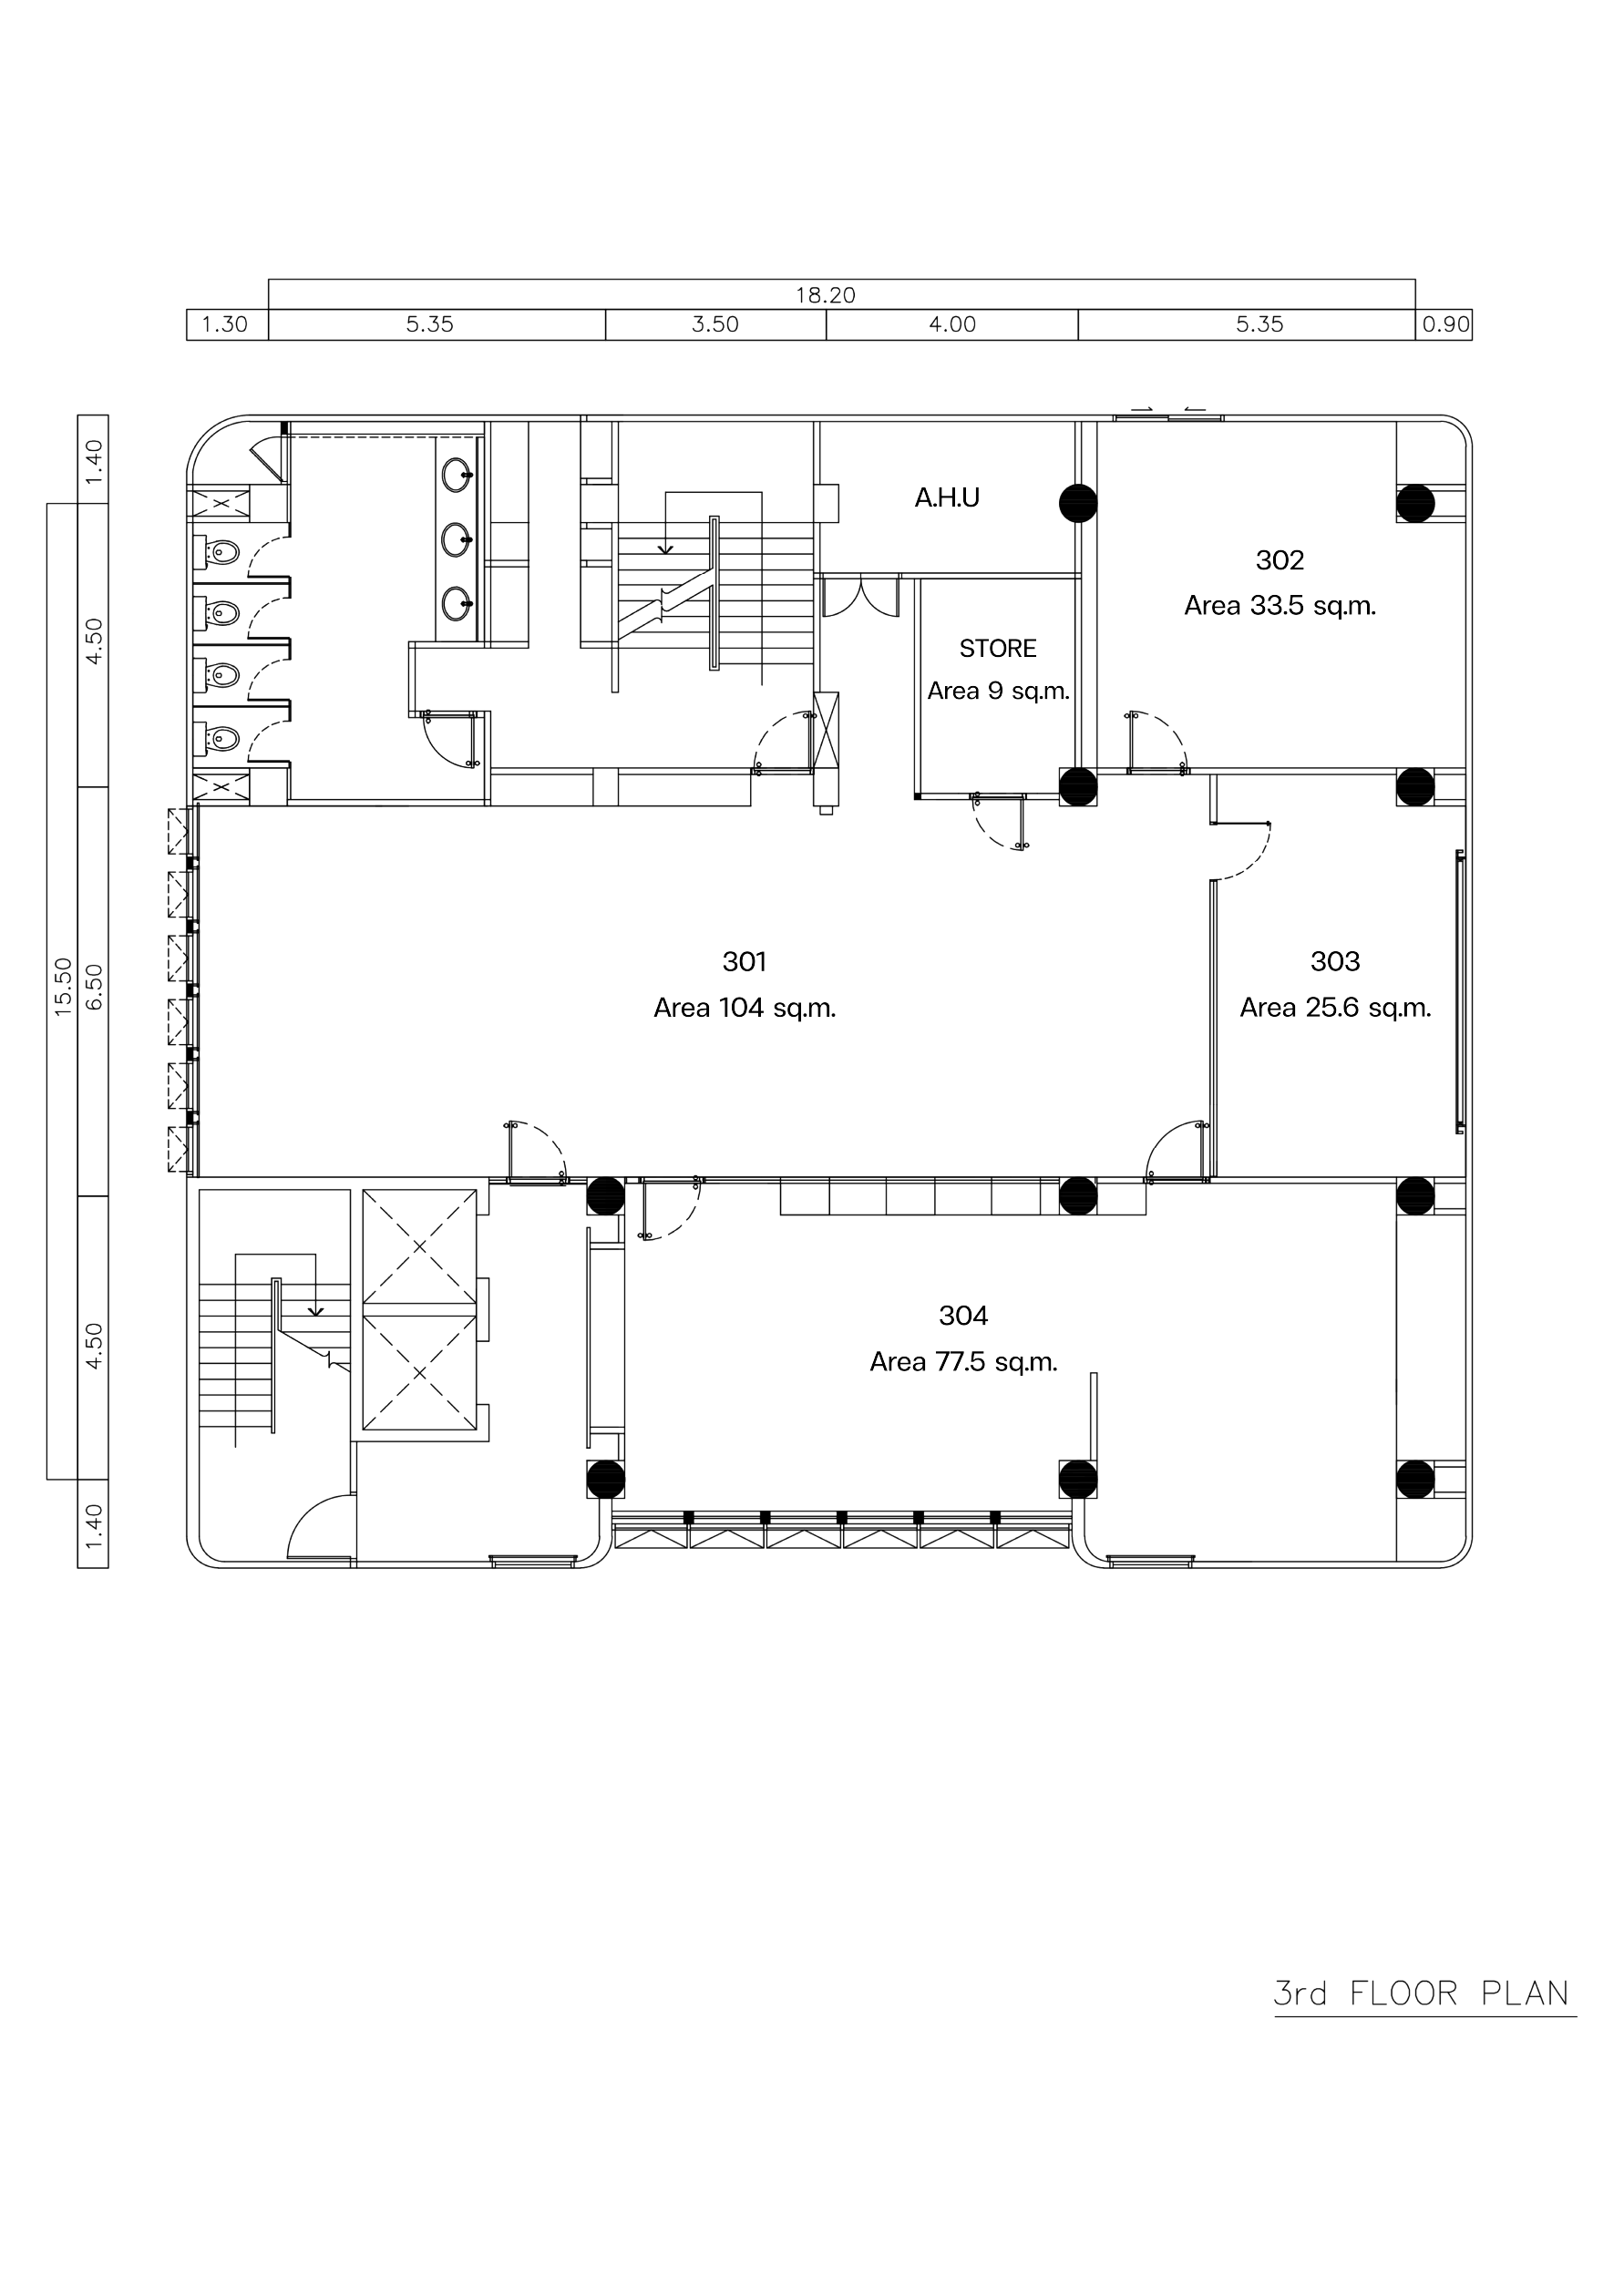 18.20
1.30
5.35
3.50
4.00
5.35
0.90
1.40
4.50
15.50
6.50
4.50
1.40
A.H.U
302
Area 33.5 sq.m.
STORE
Area 9 sq.m.
301
Area 104 sq.m.
303
Area 25.6 sq.m.
304
Area 77.5 sq.m.
3rd FLOOR PLAN